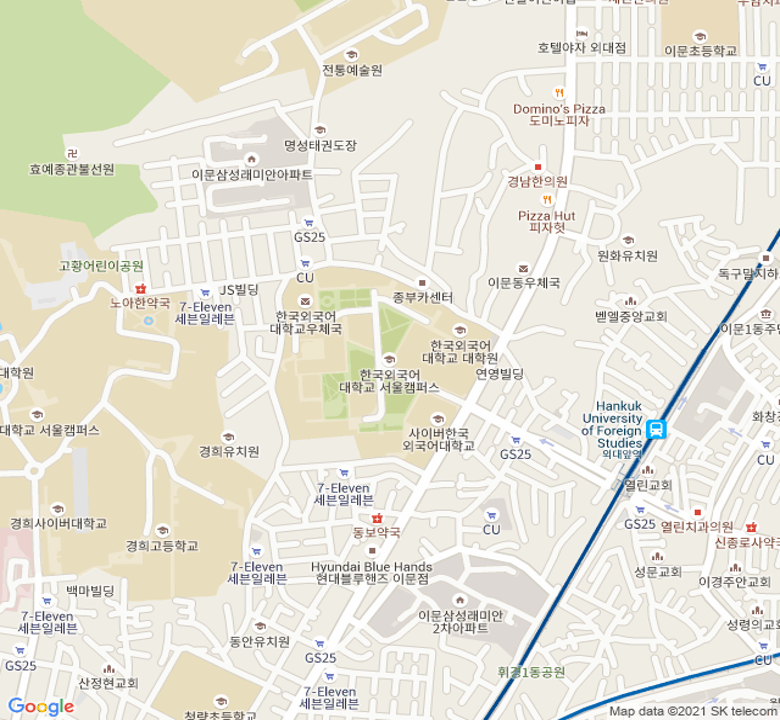 호텔야자 외대점
이문초등학교
CU
전통예술원
Domino's Pizza
도미노피자
명성태권도장
효예종관불선원
이문삼성래미안아파트
경남한의원
Pizza Hut
피자헛
GS25
원화유치원
고황어린이공원
CU
독구말지하
노아한약국
7-Eleven
세븐일레븐
JS빌딩
종부카센터
이문동우체국
한국외국어
대학교우체국
벧엘중앙교회
이문1동주민
한국외국어
대학교 대학원
대학원
한국외국어
대학교 서울캠퍼스
연영빌딩
Hankuk
University
of Foreign
Studies
외대앞역
대학교 서울캠퍼스
사이버한국
외국어대학교
경희유치원
GS25
CU
열린교회
7-Eleven
세븐일레븐
경희사이버대학교
GS25
열린치과의원
경희고등학교
동보약국
CU
신종로사약국
7-Eleven
세븐일레븐
Hyundai Blue Hands
현대블루핸즈 이문점
성문교회
이경주안교회
백마빌딩
7-Eleven
세븐일레븐
이문삼성래미안
2차아파트
성령의교회
동안유치원
GS25
GS25
CU
휘경1동공원
산정현교회
7-Eleven
세븐일레븐
청량초등학교
Google
Map data ©2021 SK telecom